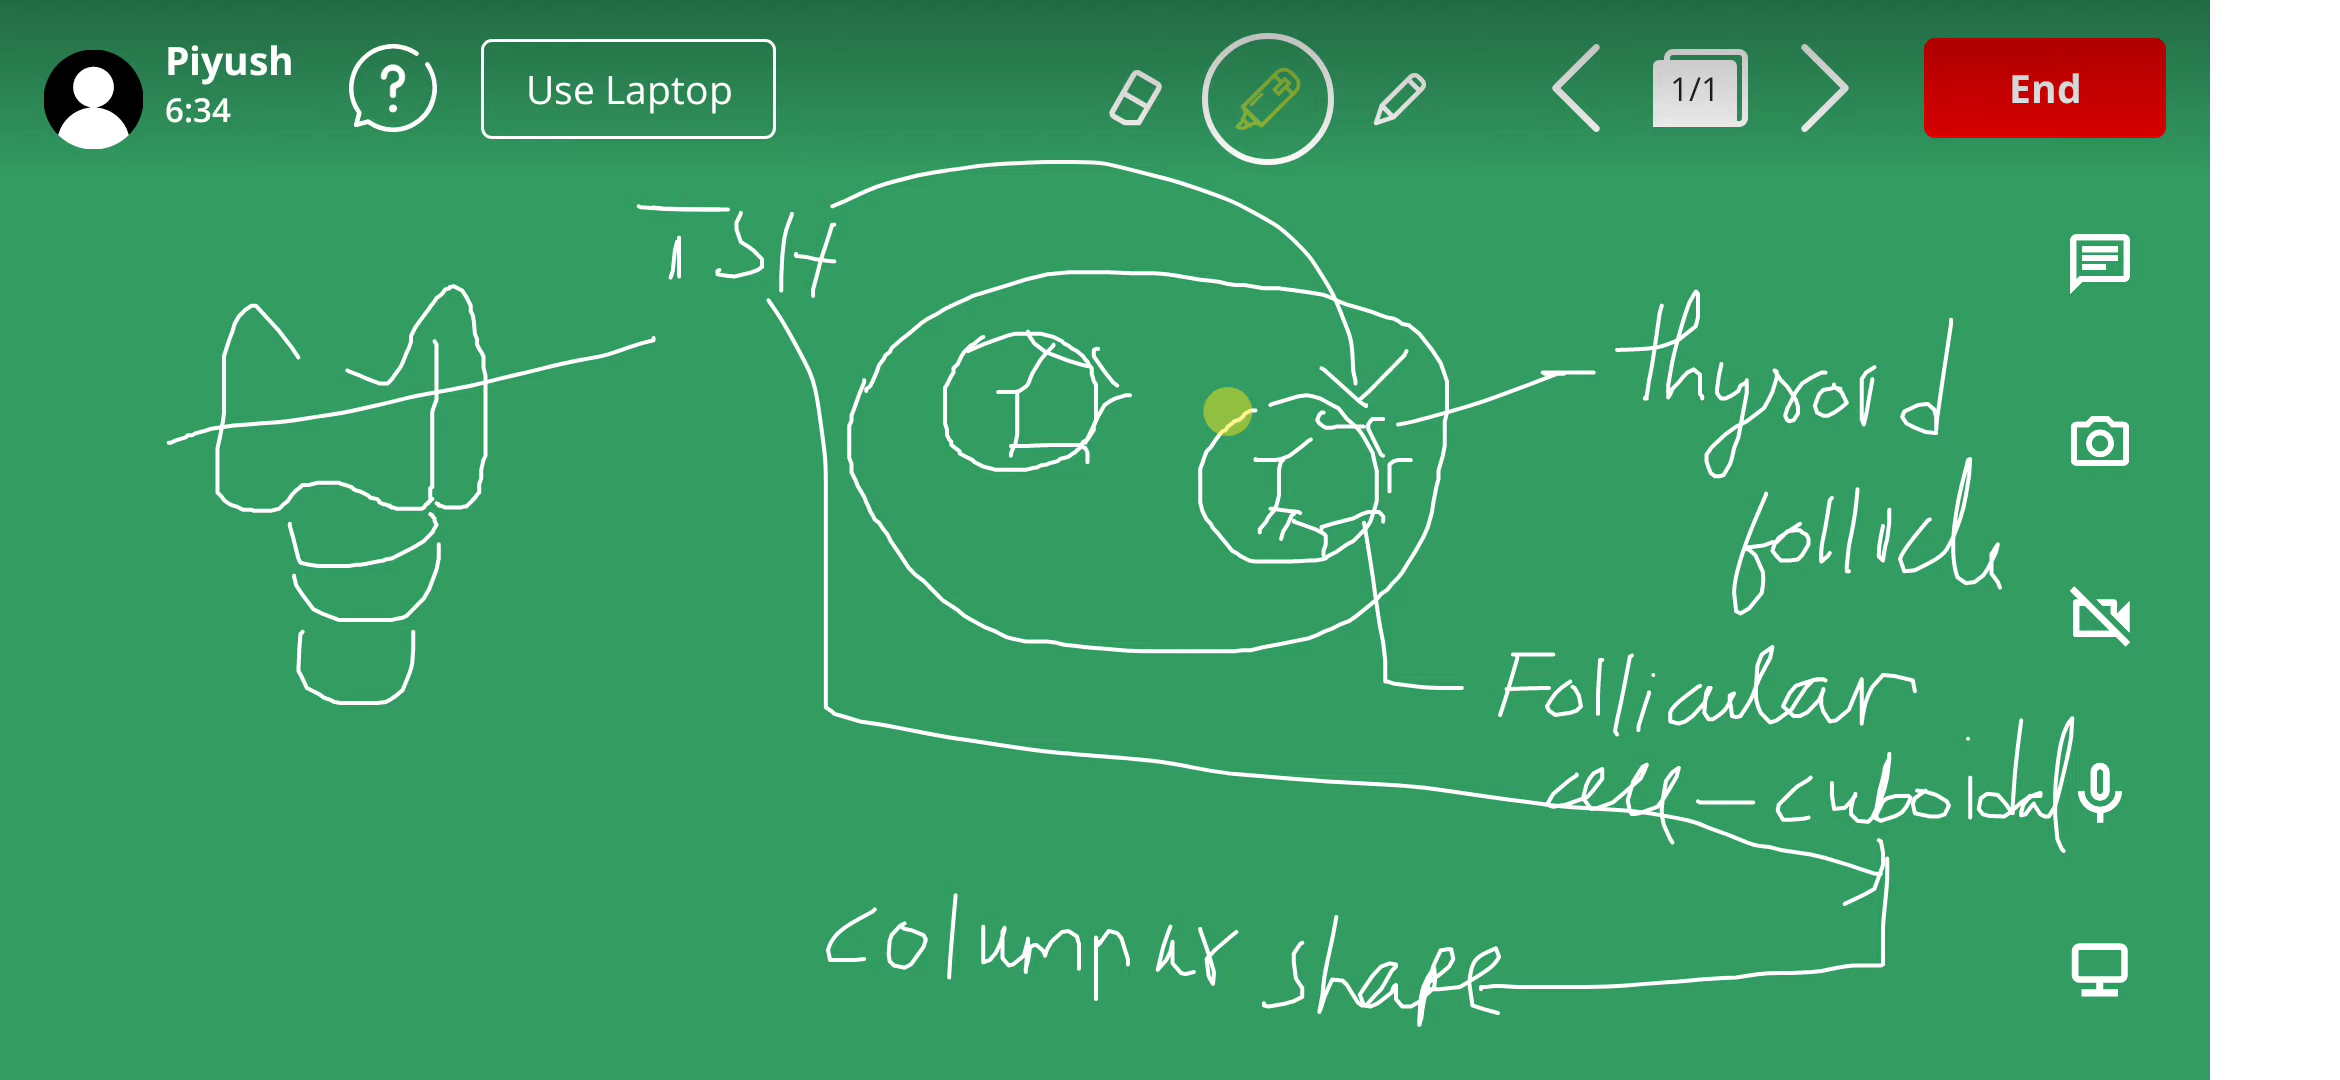 Piyush
6:34
Use Laptop
1/1
End
TSH
thyroid
follicle
Follicular
cell - cuboidal
Columnar shape